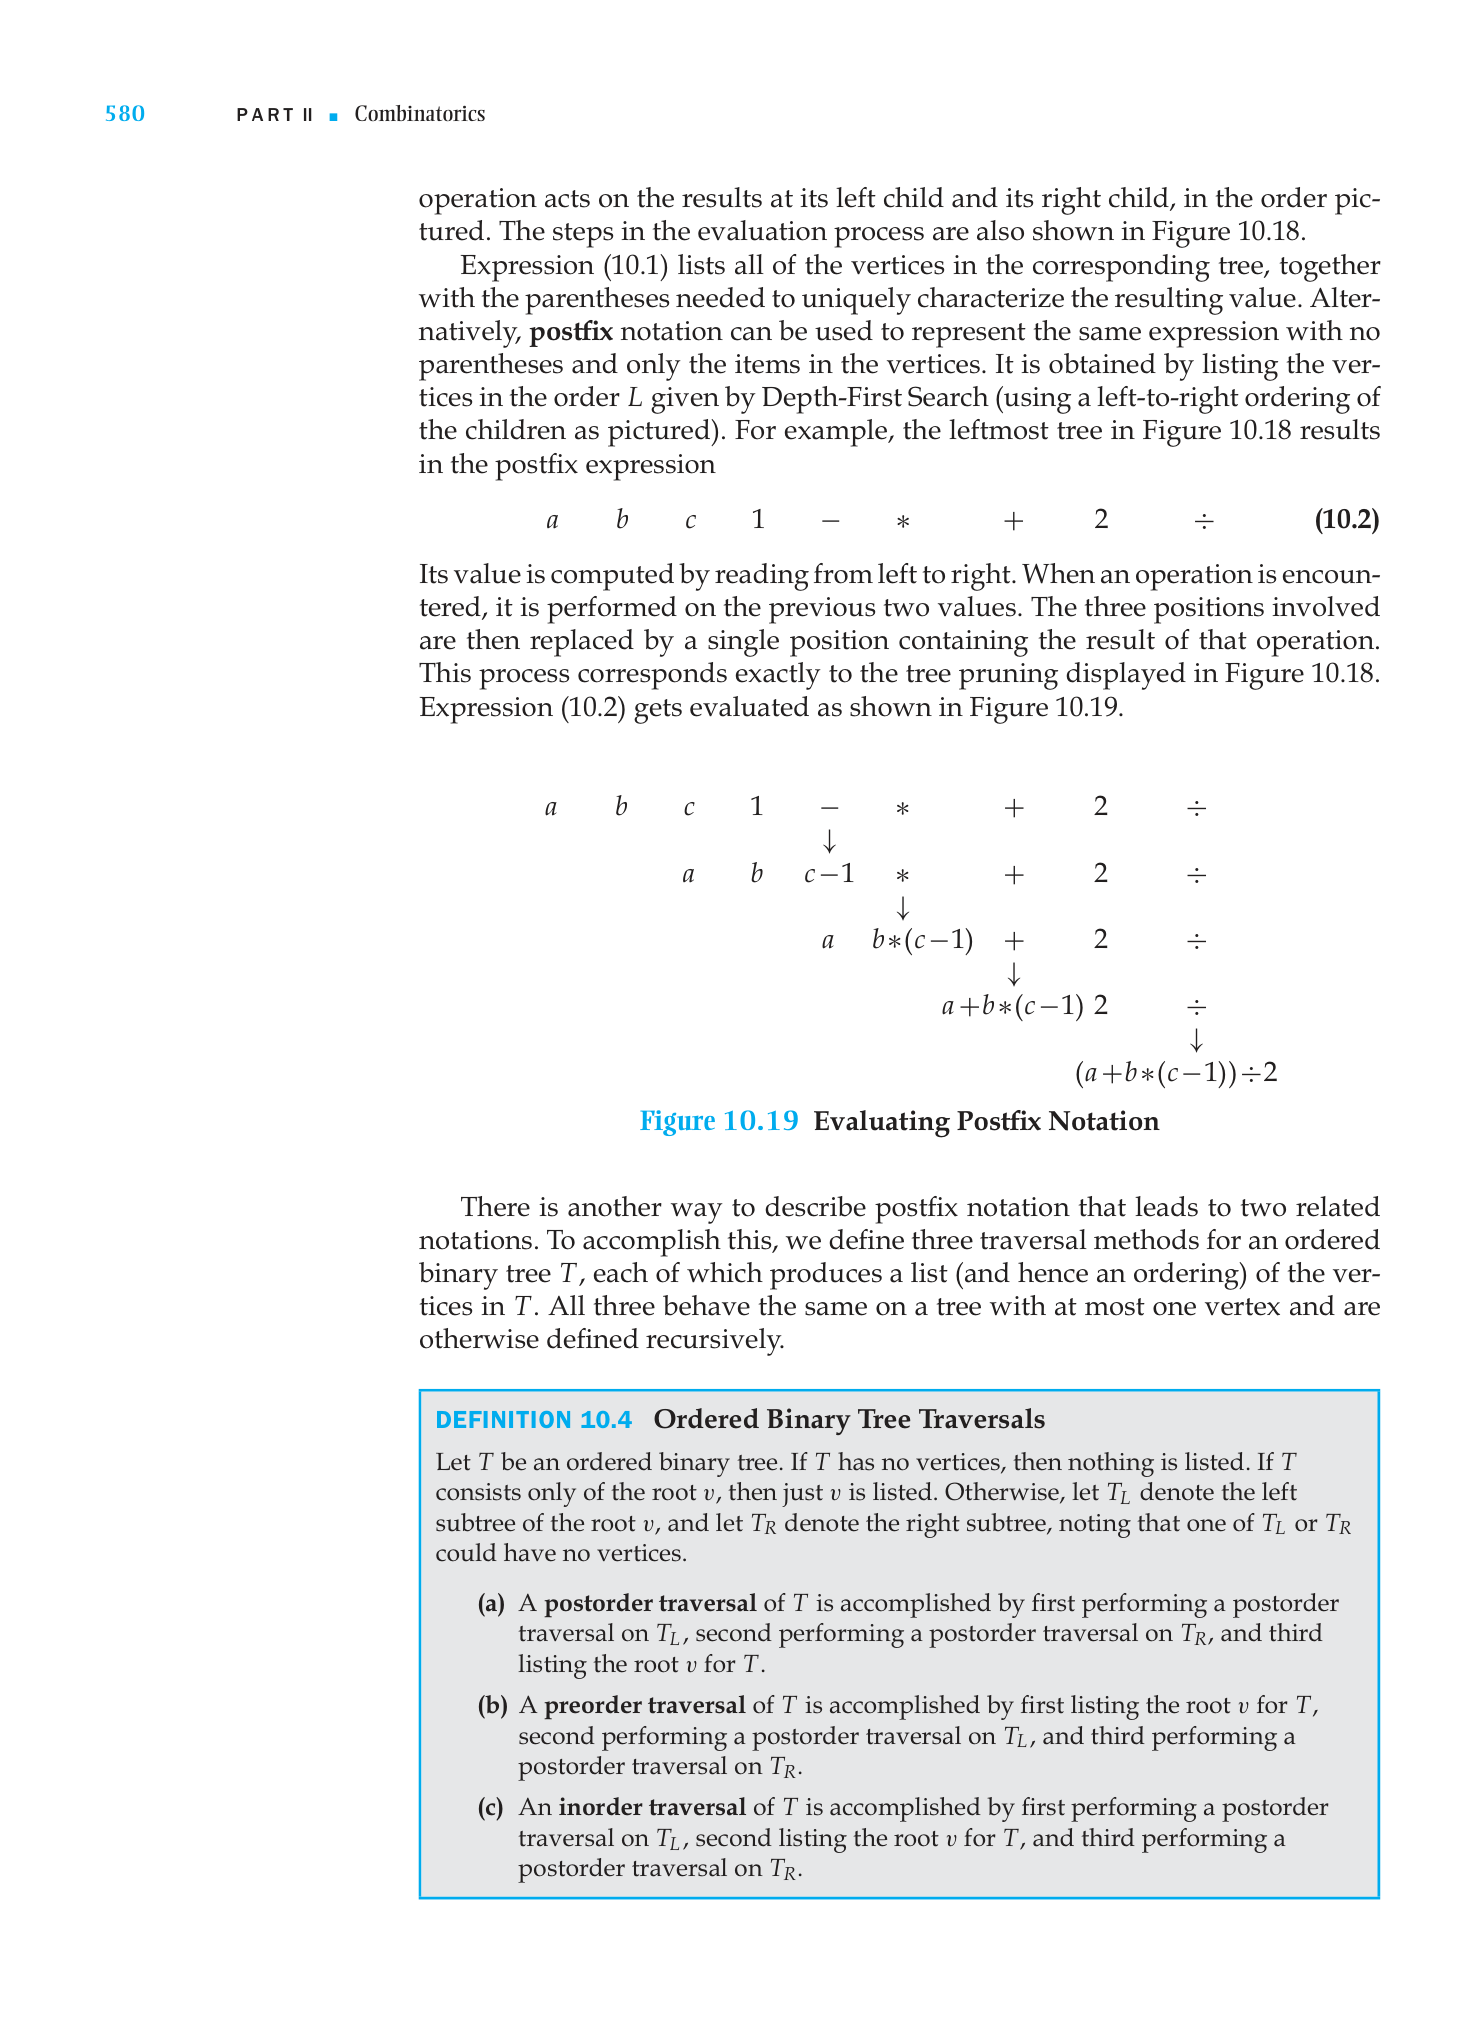 580 PART II ■ Combinatorics
operation acts on the results at its left child and its right child, in the order pic-
tured. The steps in the evaluation process are also shown in Figure 10.18.
Expression (10.1) lists all of the vertices in the corresponding tree, together
with the parentheses needed to uniquely characterize the resulting value. Alter-
natively, postfix notation can be used to represent the same expression with no
parentheses and only the items in the vertices. It is obtained by listing the ver-
tices in the order L given by Depth-First Search (using a left-to-right ordering of
the children as pictured). For example, the leftmost tree in Figure 10.18 results
in the postfix expression
a b c 1 − ∗ + 2 ÷ (10.2)
Its value is computed by reading from left to right. When an operation is encoun-
tered, it is performed on the previous two values. The three positions involved
are then replaced by a single position containing the result of that operation.
This process corresponds exactly to the tree pruning displayed in Figure 10.18.
Expression (10.2) gets evaluated as shown in Figure 10.19.
a b c 1 − ∗ + 2 ÷
↓
a b c−1 ∗ + 2 ÷
↓
a b∗(c−1) + 2 ÷
↓
a+b∗(c−1) 2 ÷
↓
(a+b∗(c−1))÷2
Figure 10.19 Evaluating Postfix Notation
There is another way to describe postfix notation that leads to two related
notations. To accomplish this, we define three traversal methods for an ordered
binary tree T, each of which produces a list (and hence an ordering) of the ver-
tices in T. All three behave the same on a tree with at most one vertex and are
otherwise defined recursively.
DEFINITION 10.4 Ordered Binary Tree Traversals
Let T be an ordered binary tree. If T has no vertices, then nothing is listed. If T
consists only of the root v, then just v is listed. Otherwise, let T_L denote the left
subtree of the root v, and let T_R denote the right subtree, noting that one of T_L or T_R
could have no vertices.
(a) A postorder traversal of T is accomplished by first performing a postorder
traversal on T_L, second performing a postorder traversal on T_R, and third
listing the root v for T.
(b) A preorder traversal of T is accomplished by first listing the root v for T,
second performing a postorder traversal on T_L, and third performing a
postorder traversal on T_R.
(c) An inorder traversal of T is accomplished by first performing a postorder
traversal on T_L, second listing the root v for T, and third performing a
postorder traversal on T_R.